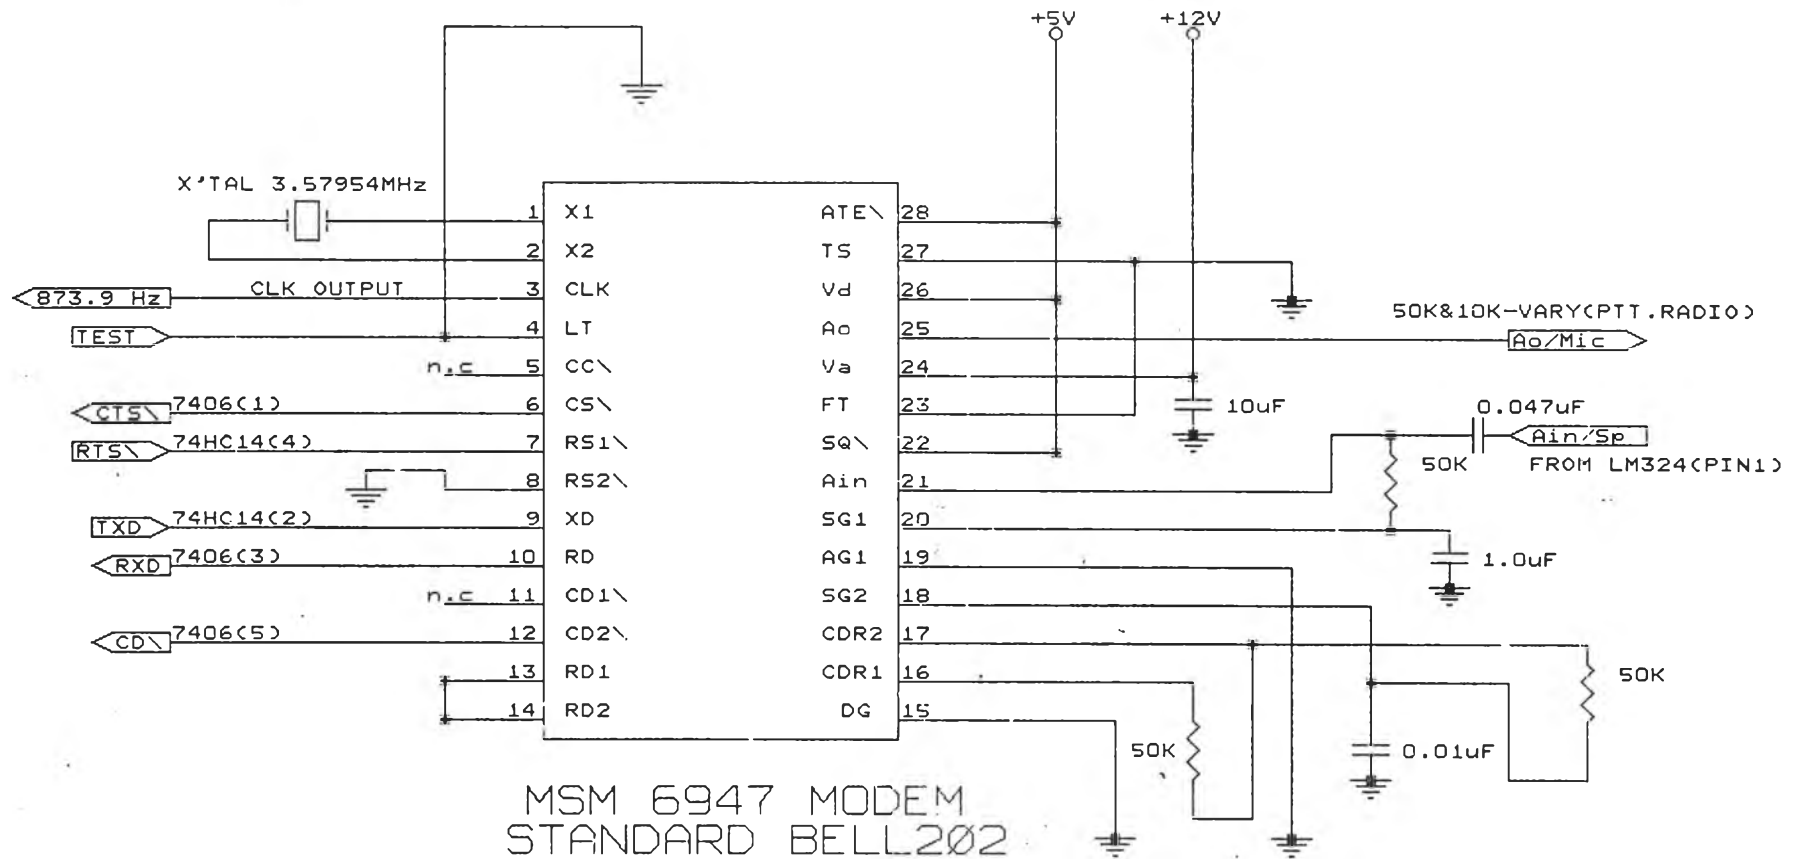 +5V +12V
X'TAL 3.57954MHz
1 X1 ATE\ 28
2 X2 TS 27
873.9 Hz CLK OUTPUT 3 CLK Vd 26
50K&10K-VARY(PTT.RADIO)
TEST 4 LT Ao 25 Ao/Mic
n.c 5 CC\ Va 24
CTS\ 7406(1) 6 CS\ FT 23 10uF 0.047uF
RTS\ 74HC14(4) 7 RS1\ SQ\ 22 Ain/Sp
50K FROM LM324(PIN1)
8 RS2\ Ain 21
TXD 74HC14(2) 9 XD SG1 20
RXD 7406(3) 10 RD AG1 19 1.0uF
n.c 11 CD1\ SG2 18
CD\ 7406(5) 12 CD2\ CDR2 17
13 RD1 CDR1 16 50K
14 RD2 DG 15
50K 0.01uF
MSM 6947 MODEM
STANDARD BELL202